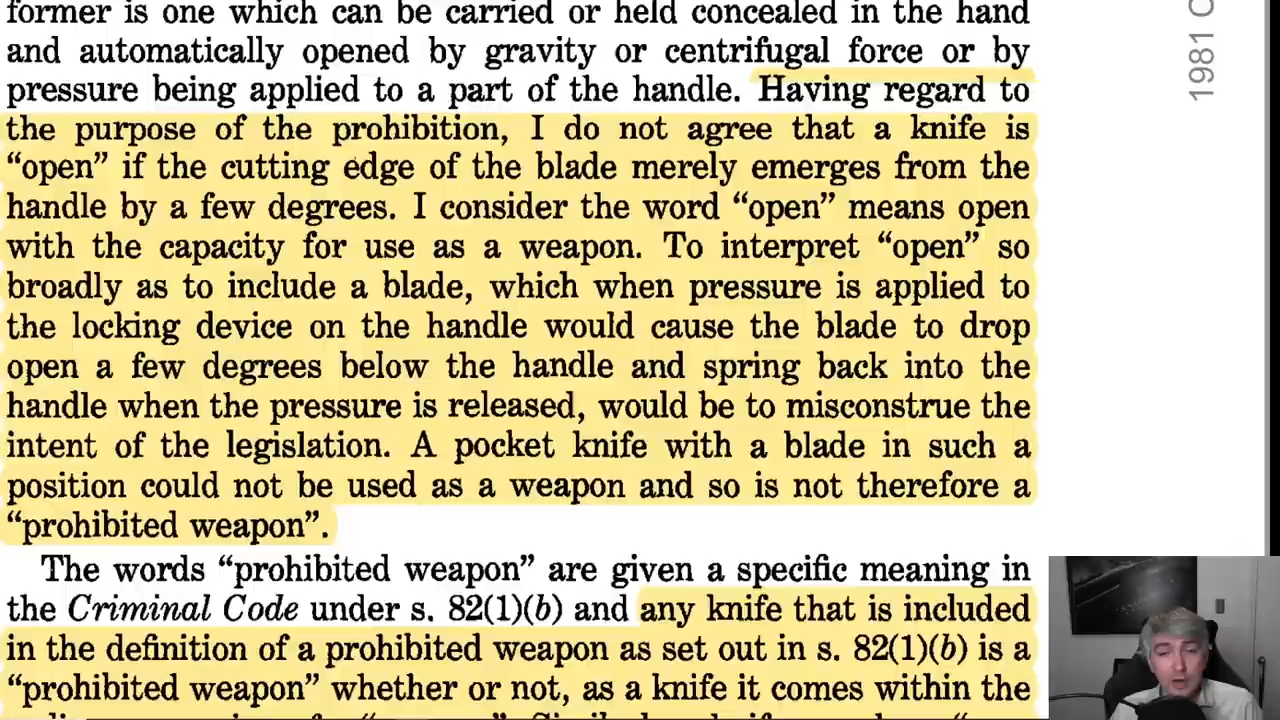 former is one which can be carried or held concealed in the hand
and automatically opened by gravity or centrifugal force or by
pressure being applied to a part of the handle. Having regard to
the purpose of the prohibition, I do not agree that a knife is
“open” if the cutting edge of the blade merely emerges from the
handle by a few degrees. I consider the word “open” means open
with the capacity for use as a weapon. To interpret “open” so
broadly as to include a blade, which when pressure is applied to
the locking device on the handle would cause the blade to drop
open a few degrees below the handle and spring back into the
handle when the pressure is released, would be to misconstrue the
intent of the legislation. A pocket knife with a blade in such a
position could not be used as a weapon and so is not therefore a
“prohibited weapon”.
The words “prohibited weapon” are given a specific meaning in
the Criminal Code under s. 82(1)(b) and any knife that is included
in the definition of a prohibited weapon as set out in s. 82(1)(b) is a
“prohibited weapon” whether or not, as a knife it comes within the
1981